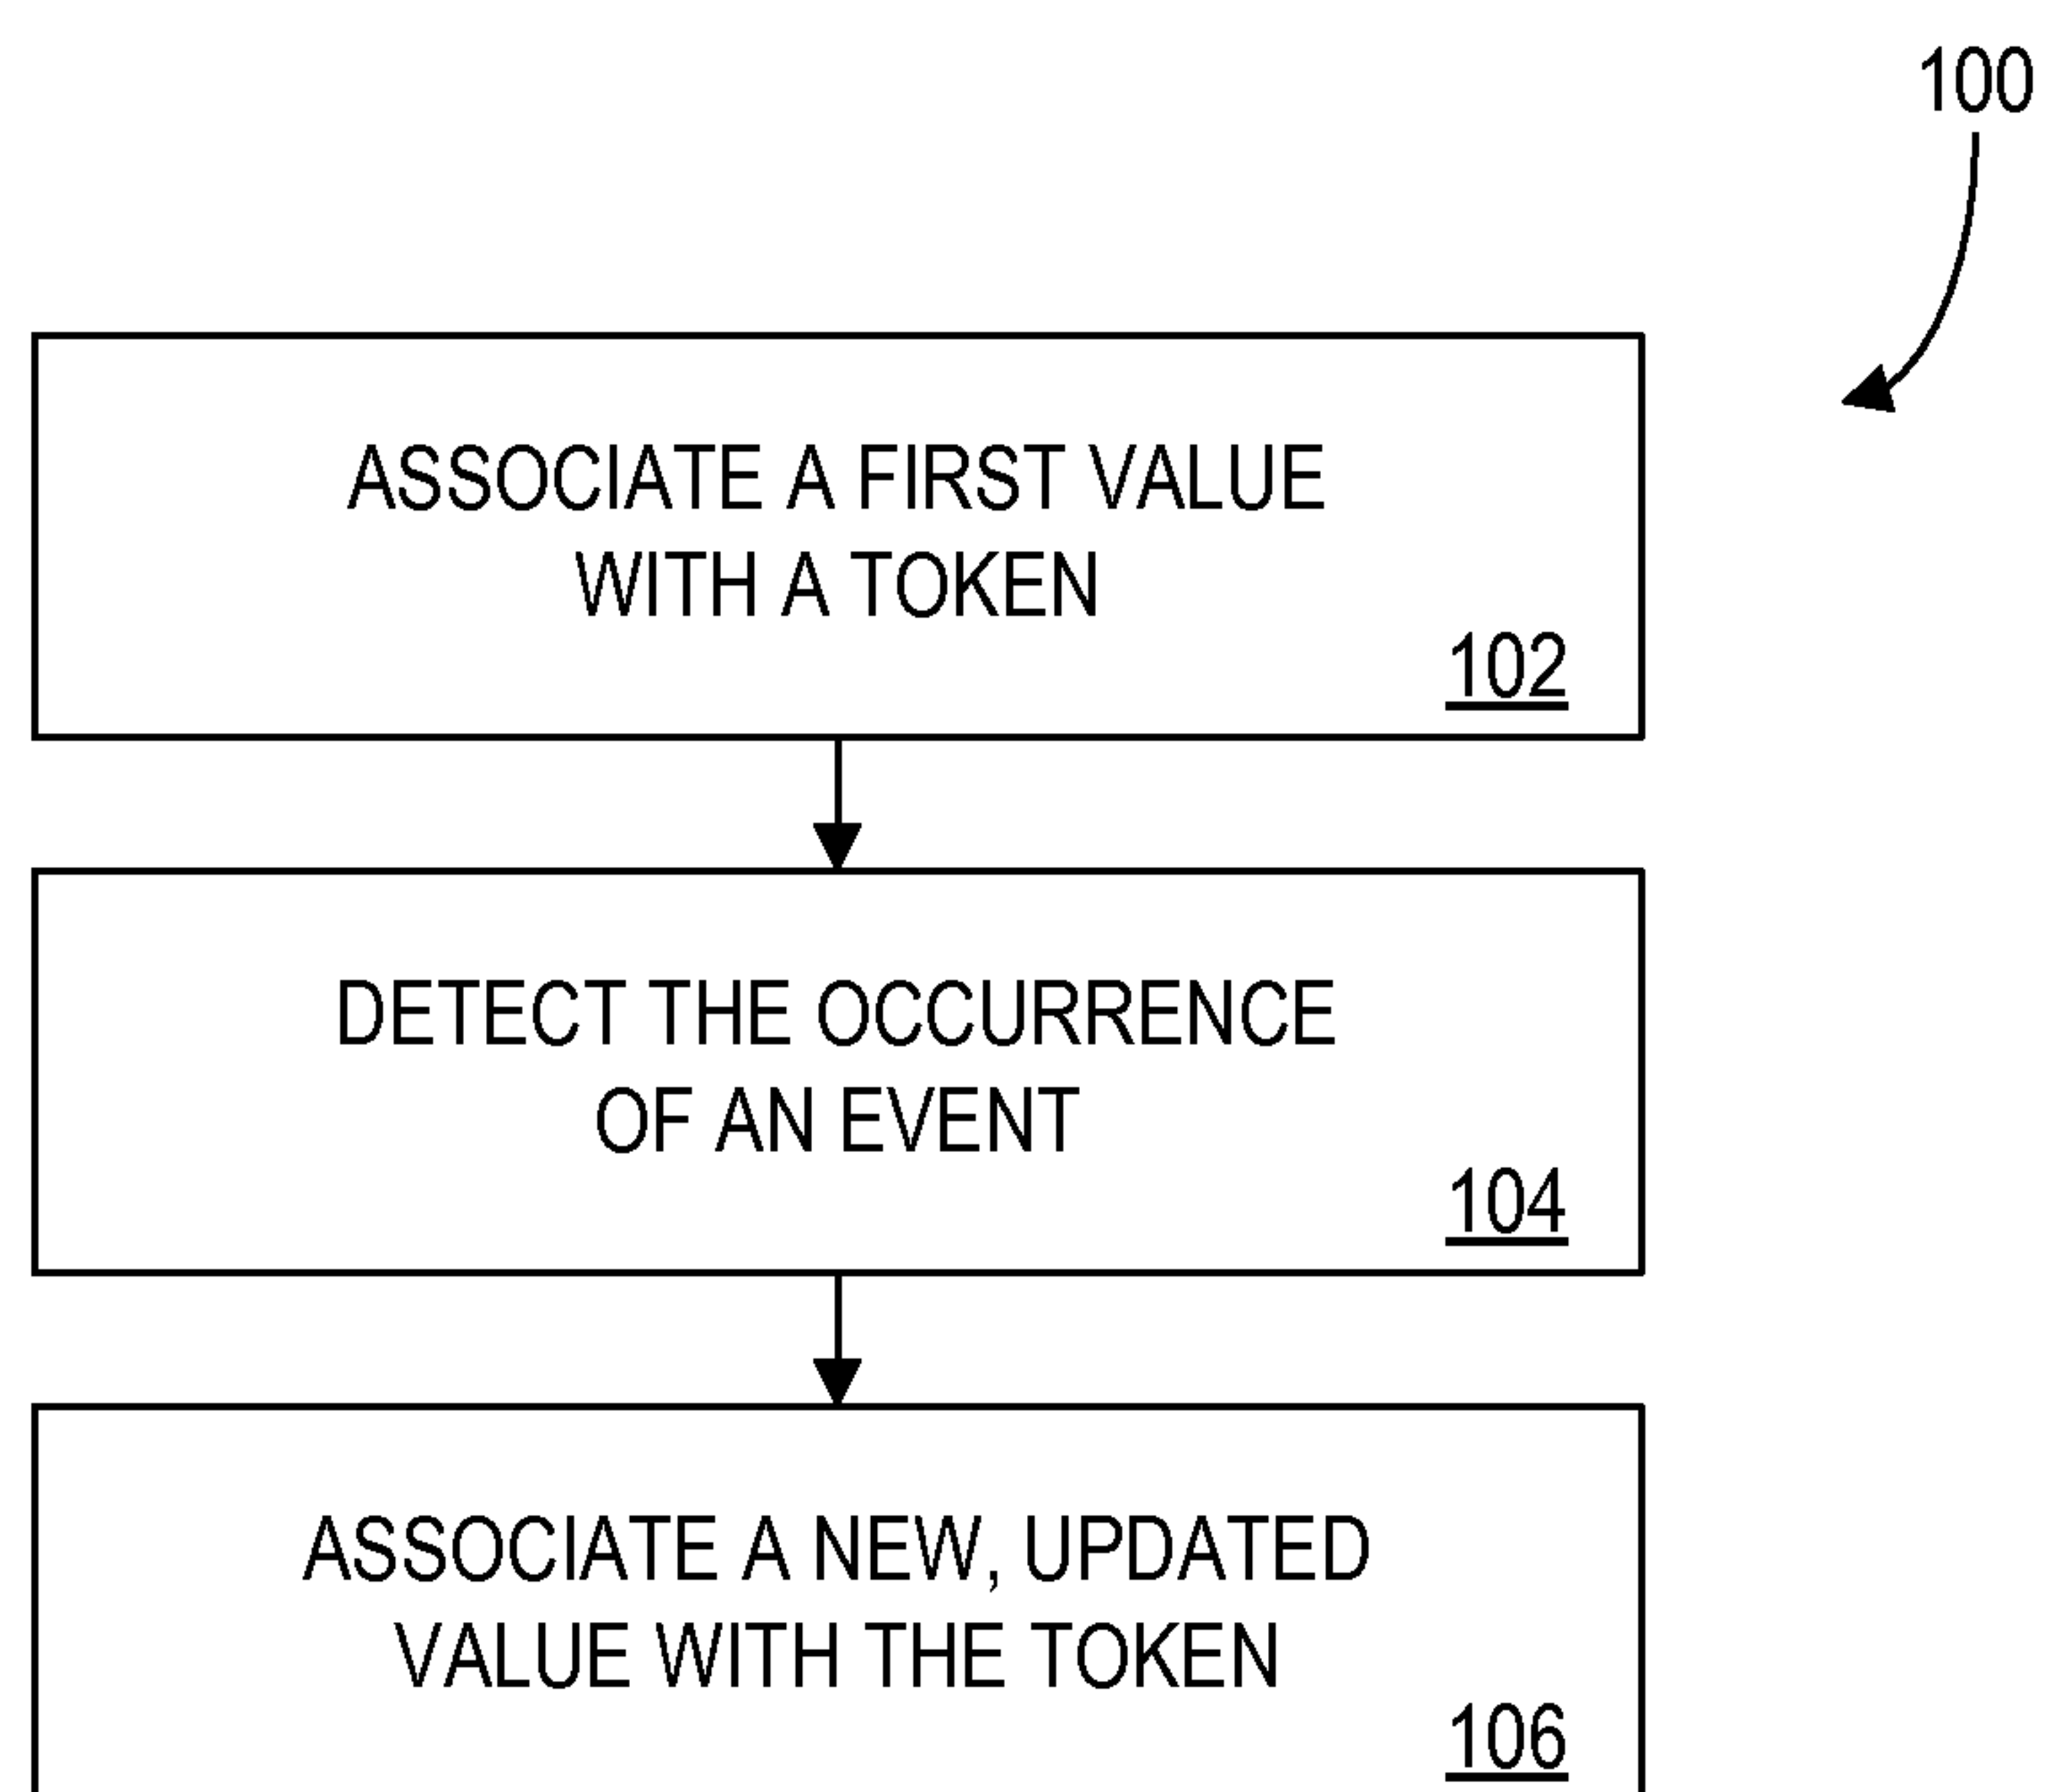 100
ASSOCIATE A FIRST VALUE
WITH A TOKEN
102
DETECT THE OCCURRENCE
OF AN EVENT
104
ASSOCIATE A NEW, UPDATED
VALUE WITH THE TOKEN
106